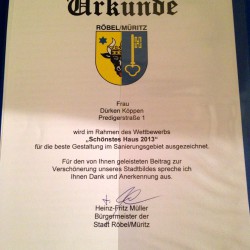 Urkunde
RÖBEL/MÜRITZ
Frau
Dürken Köppen
Predigerstraße 1
wird im Rahmen des Wettbewerbs
„Schönstes Haus 2013“
für die beste Gestaltung im Sanierungsgebiet ausgezeichnet.
Für den von Ihnen geleisteten Beitrag zur
Verschönerung unseres Stadtbildes spreche ich
Ihnen Dank und Anerkennung aus.
Heinz-Fritz Müller
Bürgermeister der
Stadt Röbel/Müritz